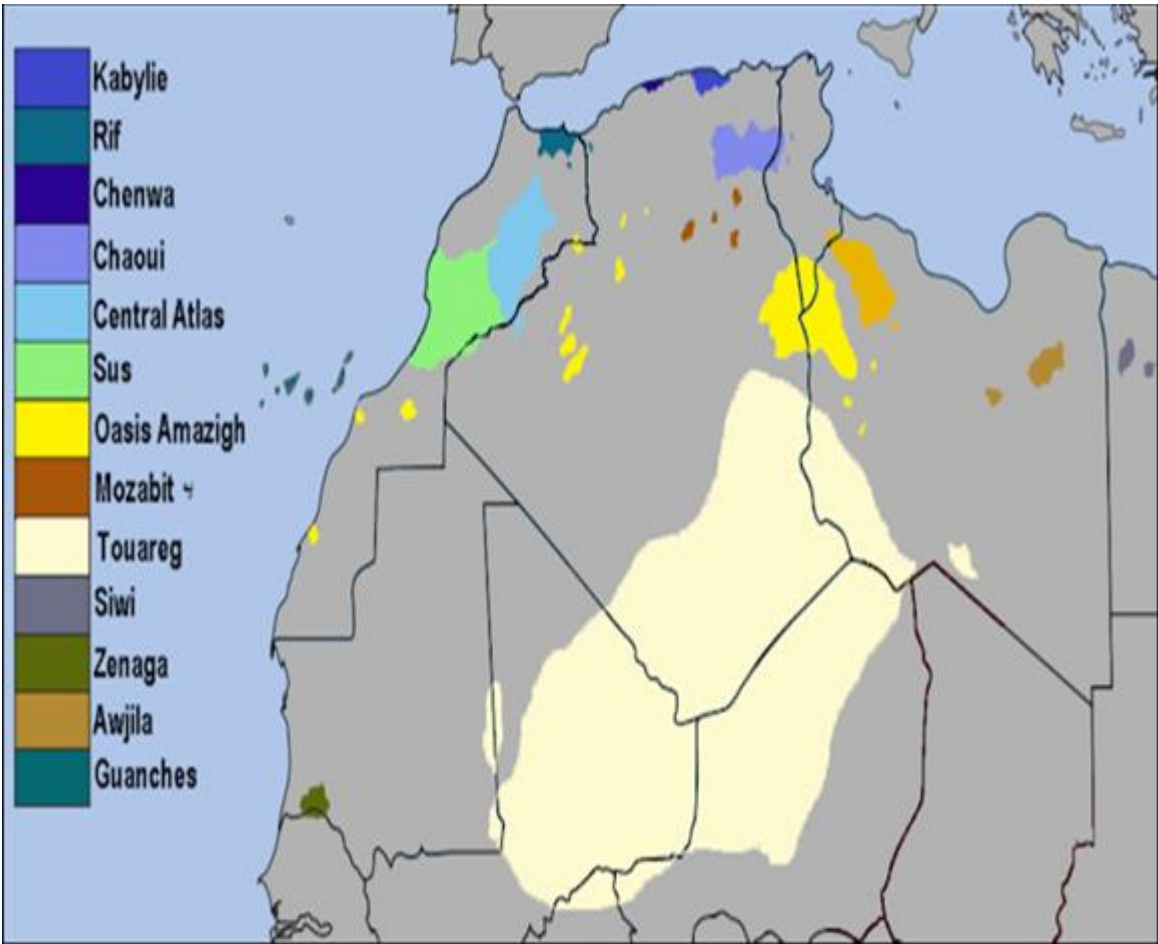 Kabylie
Rif
Chenwa
Chaoui
Central Atlas
Sus
Oasis Amazigh
Mozabit
Touareg
Siwi
Zenaga
Awjila
Guanches